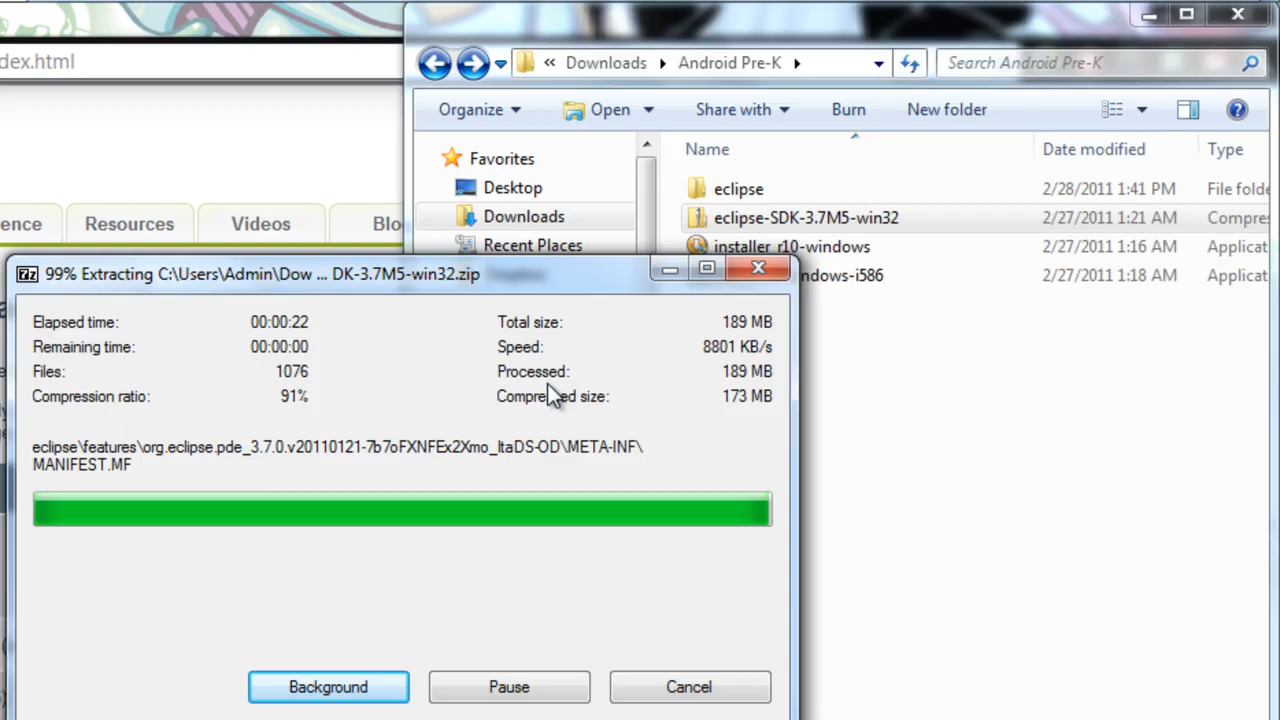 dex.html
Downloads
Android Pre-K
Search Android Pre-K
Organize
Open
Share with
Burn
New folder
Favorites
Desktop
Downloads
Recent Places
Name
Date modified
Type
eclipse
2/28/2011 1:41 PM
File folde
eclipse-SDK-3.7M5-win32
2/27/2011 1:21 AM
Compres
installer_r10-windows
2/27/2011 1:16 AM
Applicat
ndows-i586
2/27/2011 1:18 AM
Applicat
ence
Resources
Videos
Blo
7z
99% Extracting C:\Users\Admin\Dow ... DK-3.7M5-win32.zip
Elapsed time:
00:00:22
Total size:
189 MB
Remaining time:
00:00:00
Speed:
8801 KB/s
Files:
1076
Processed:
189 MB
Compression ratio:
91%
Compressed size:
173 MB
eclipse\features\org.eclipse.pde_3.7.0.v20110121-7b7oFXNFEx2Xmo_ItaDS-OD\META-INF\
MANIFEST.MF
Background
Pause
Cancel